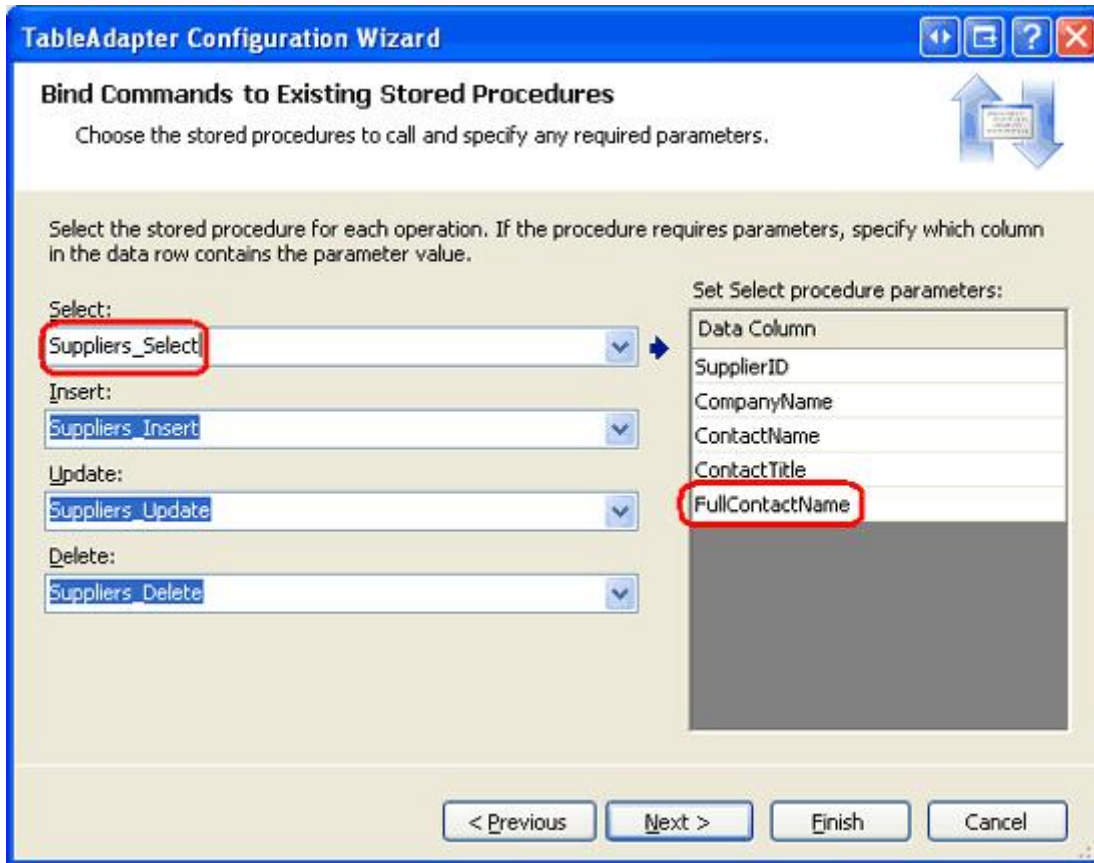 TableAdapter Configuration Wizard
Bind Commands to Existing Stored Procedures
Choose the stored procedures to call and specify any required parameters.
Select the stored procedure for each operation. If the procedure requires parameters, specify which column
in the data row contains the parameter value.
Select:
Suppliers_Select
Insert:
Suppliers_Insert
Update:
Suppliers_Update
Delete:
Suppliers_Delete
Set Select procedure parameters:
Data Column
SupplierID
CompanyName
ContactName
ContactTitle
FullContactName
< Previous
Next >
Finish
Cancel